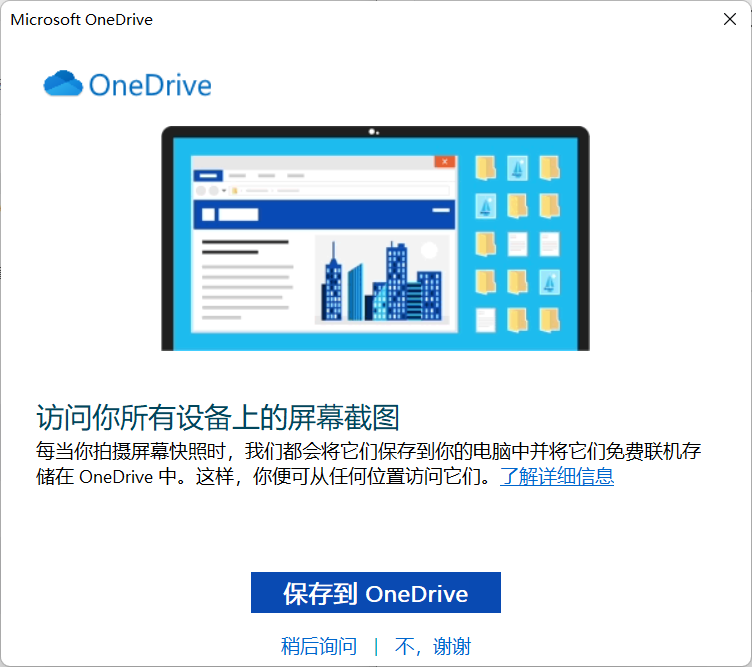 Microsoft OneDrive
OneDrive
访问你所有设备上的屏幕截图
每当你拍摄屏幕快照时，我们都会将它们保存到你的电脑中并将它们免费联机存
储在 OneDrive 中。这样，你便可从任何位置访问它们。了解详细信息
保存到 OneDrive
稍后询问 | 不，谢谢